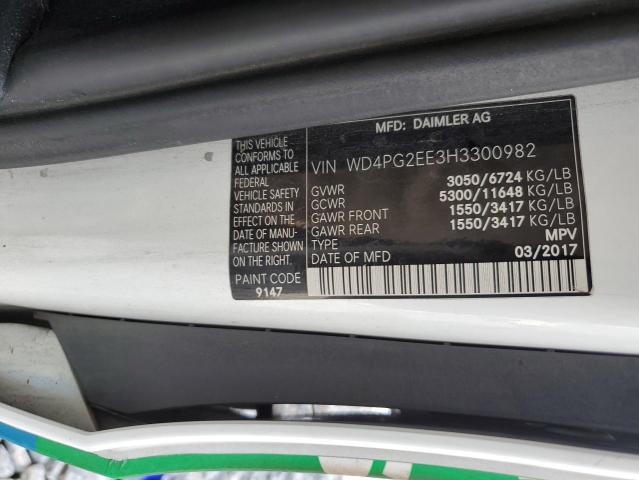 MFD: DAIMLER AG
THIS VEHICLE
CONFORMS TO
ALL APPLICABLE
FEDERAL
VEHICLE SAFETY
STANDARDS IN
EFFECT ON THE
DATE OF MANU-
FACTURE SHOWN
ON THE RIGHT.
PAINT CODE
9147
VIN WD4PG2EE3H3300982
GVWR 3050/6724 KG/LB
GCWR 5300/11648 KG/LB
GAWR FRONT 1550/3417 KG/LB
GAWR REAR 1550/3417 KG/LB
TYPE MPV
DATE OF MFD 03/2017